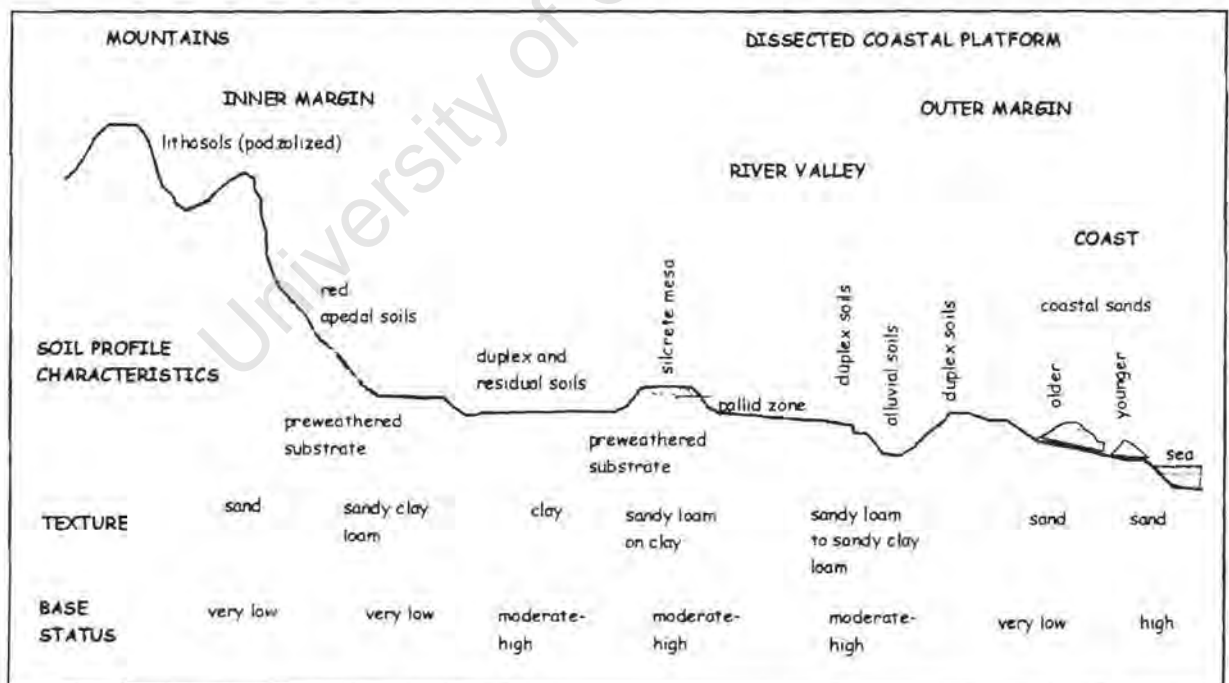 MOUNTAINS
DISSECTED COASTAL PLATFORM
INNER MARGIN
OUTER MARGIN
lithosols (podzolized)
RIVER VALLEY
COAST
red
apedal soils
silcrete mesa
duplex soils
alluvial soils
duplex soils
coastal sands
older
younger
SOIL PROFILE
CHARACTERISTICS
duplex and
residual soils
pallid zone
preweathered
substrate
preweathered
substrate
sea
TEXTURE
sand
sandy clay
loam
clay
sandy loam
on clay
sandy loam
to sandy clay
loam
sand
sand
BASE
STATUS
very low
very low
moderate-
high
moderate-
high
moderate-
high
very low
high
University of